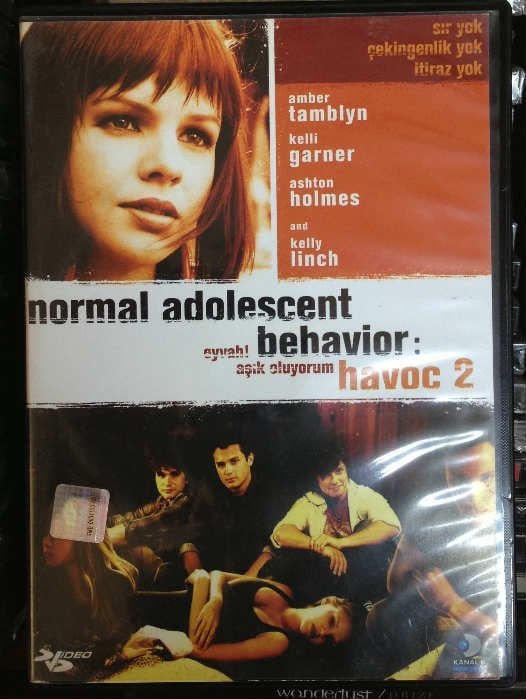 sır yok
çekingenlik yok
itiraz yok
amber
tamblyn
kelli
garner
ashton
holmes
and
kelly
linch
normal adolescent
behavior:
eyvah!
aşık oluyorum
havoc 2
VIDEO
KANAL
wanderlust /